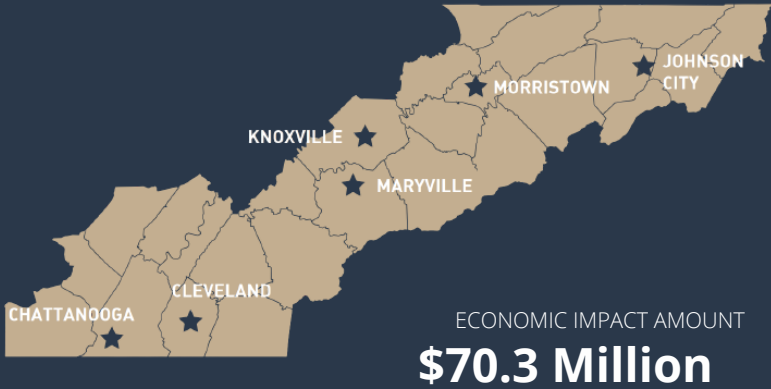 JOHNSON
CITY
MORRISTOWN
KNOXVILLE
MARYVILLE
CLEVELAND
CHATTANOOGA
ECONOMIC IMPACT AMOUNT
$70.3 Million